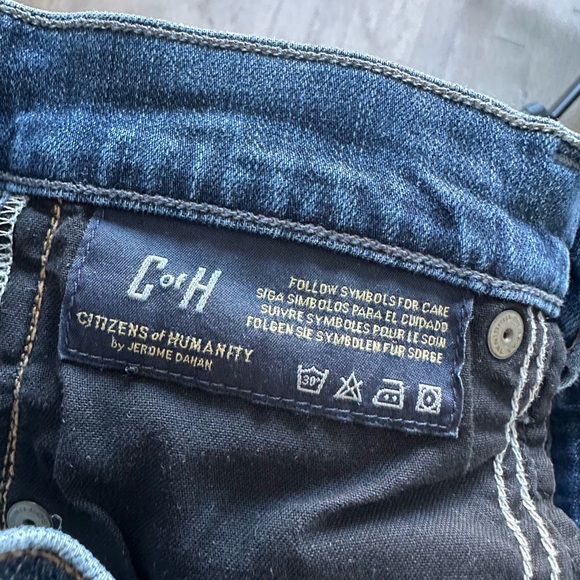 C of H
CITIZENS of HUMANITY
by JEROME DAHAN
FOLLOW SYMBOLS FOR CARE
SIGA SIMBOLOS PARA EL CUIDADO
SUIVRE SYMBOLES POUR LE SOIN
FOLGEN SIE SYMBOLEN FUR SORGE
30°